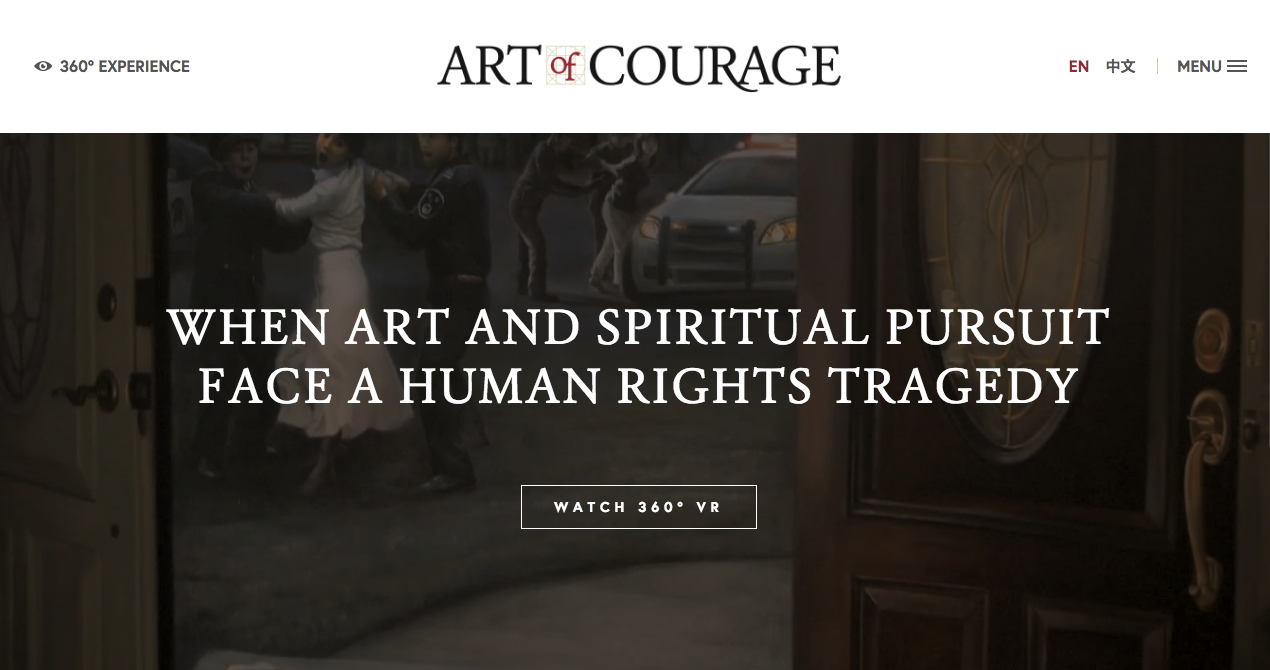 360° EXPERIENCE
ART of COURAGE
EN 中文 MENU
WHEN ART AND SPIRITUAL PURSUIT
FACE A HUMAN RIGHTS TRAGEDY
WATCH 360° VR